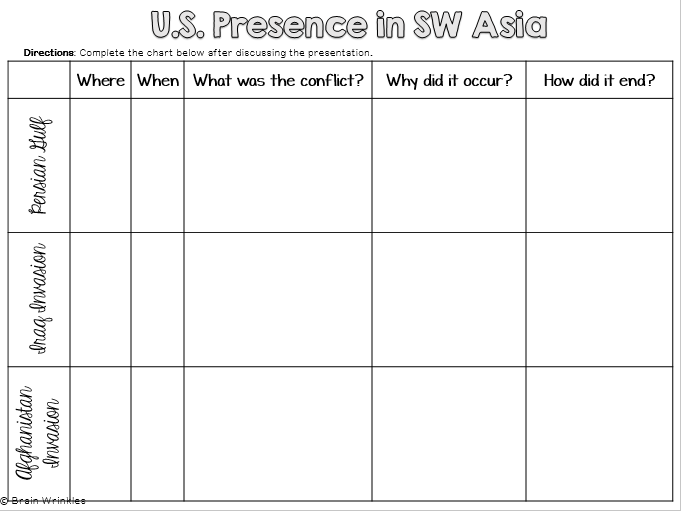 U.S. Presence in SW Asia
Directions: Complete the chart below after discussing the presentation.
Where When What was the conflict? Why did it occur? How did it end?
Persian Gulf
Iraq Invasion
Afghanistan
Invasion
© Brain Wrinkles